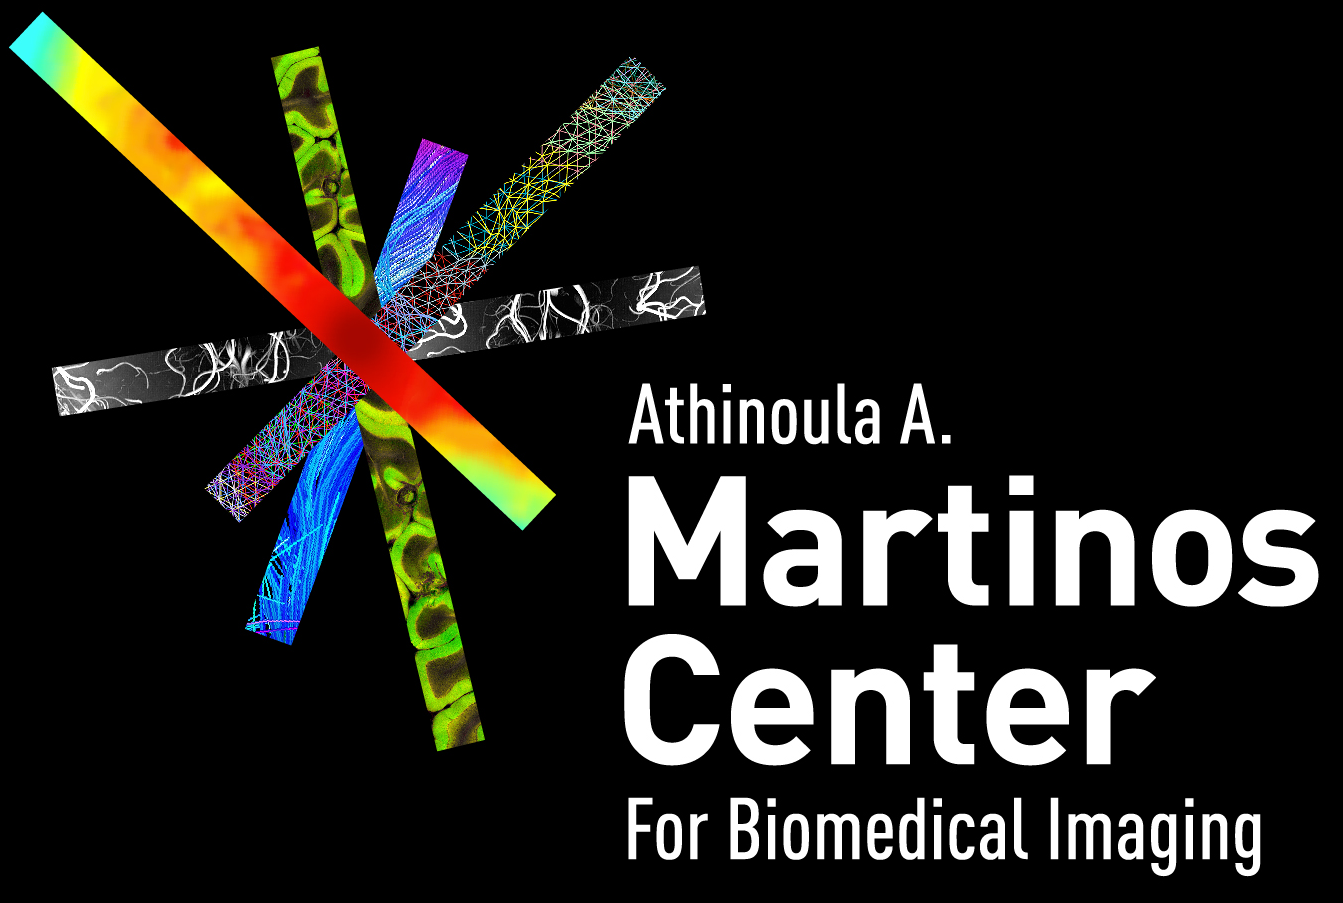 Athinoula A.
Martinos
Center
For Biomedical Imaging